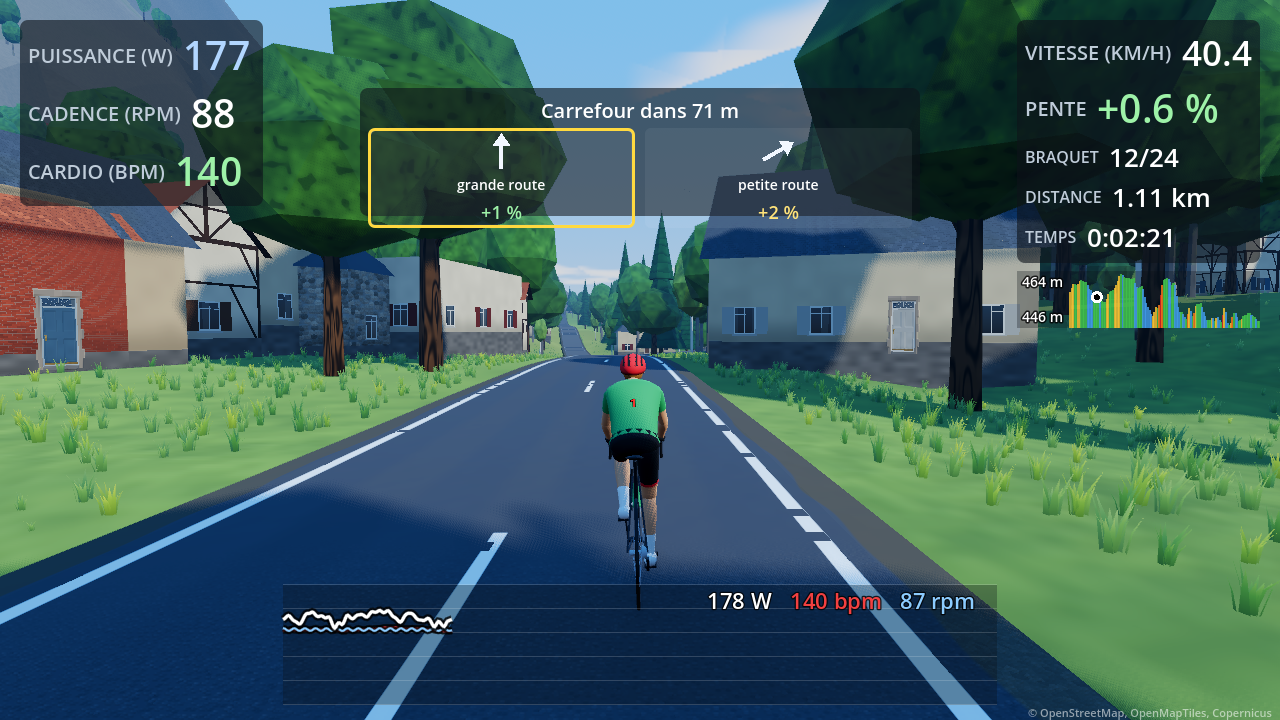 PUISSANCE (W) 177
CADENCE (RPM) 88
CARDIO (BPM) 140
Carrefour dans 71 m
grande route
+1 %
petite route
+2 %
VITESSE (KM/H) 40.4
PENTE +0.6 %
BRAQUET 12/24
DISTANCE 1.11 km
TEMPS 0:02:21
464 m
446 m
1
178 W 140 bpm 87 rpm
© OpenStreetMap, OpenMapTiles, Copernicus